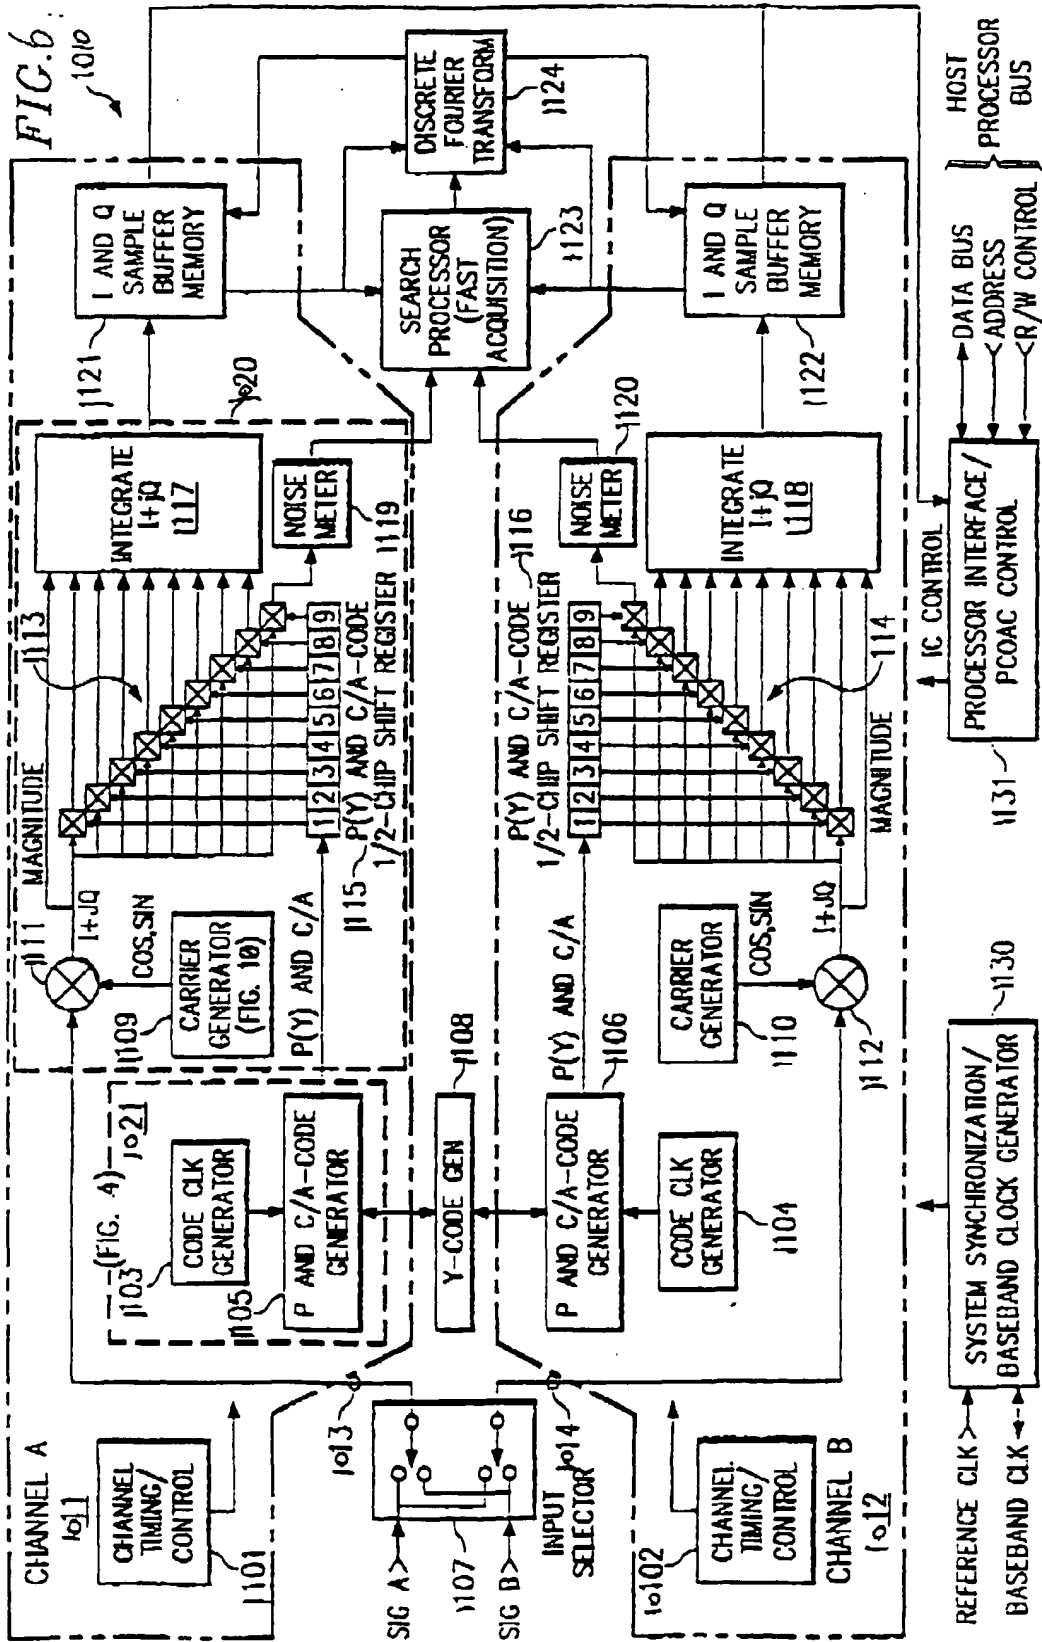 FIG. 6
1010
CHANNEL A
1011
CHANNEL
TIMING/
CONTROL
1101
(FIG. 4)
1021
1103
CODE CLK
GENERATOR
1105
P AND C/A-CODE
GENERATOR
1111
COS,SIN
1109
CARRIER
GENERATOR
(FIG. 10)
P(Y) AND C/A
I+JQ
MAGNITUDE
1113
1 2 3 4 5 6 7 8 9
1115
P(Y) AND C/A-CODE
1/2-CHIP SHIFT REGISTER
INTEGRATE
I+jQ
1117
NOISE
METER
1119
1020
1121
I AND Q
SAMPLE
BUFFER
MEMORY
1013
SIG A >
SIG B >
1107
INPUT
SELECTOR
1014
Y-CODE GEN
1108
SEARCH
PROCESSOR
(FAST
ACQUISITION)
1123
DISCRETE
FOURIER
TRANSFORM
1124
P AND C/A-CODE
GENERATOR
1106
CODE CLK
GENERATOR
1104
P(Y) AND C/A
P(Y) AND C/A-CODE
1116
1/2-CHIP SHIFT REGISTER
1 2 3 4 5 6 7 8 9
NOISE
METER
1120
CARRIER
GENERATOR
1110
COS,SIN
1112
I+JQ
MAGNITUDE
1114
INTEGRATE
I+jQ
1118
I AND Q
SAMPLE
BUFFER
MEMORY
1122
10102
CHANNEL
TIMING/
CONTROL
CHANNEL B
1012
REFERENCE CLK >
BASEBAND CLK
SYSTEM SYNCHRONIZATION/
BASEBAND CLOCK GENERATOR
1130
1131
IC CONTROL
PROCESSOR INTERFACE/
PCOAC CONTROL
DATA BUS
ADDRESS
R/W CONTROL
HOST
PROCESSOR
BUS